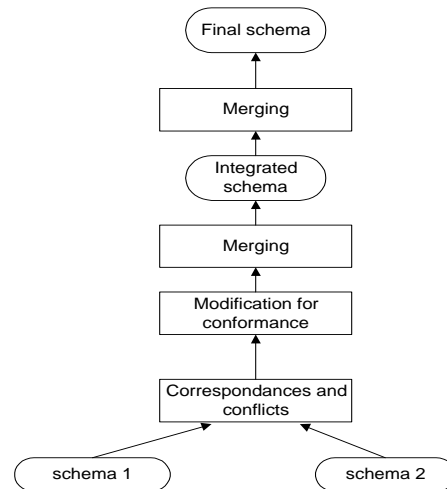 Final schema
Merging
Integrated
schema
Merging
Modification for
conformance
Correspondances and
conflicts
schema 1
schema 2